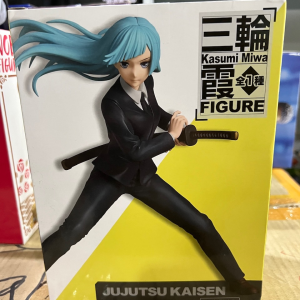 三輪
Kasumi Miwa
霞
全1種
FIGURE
JUJUTSU KAISEN